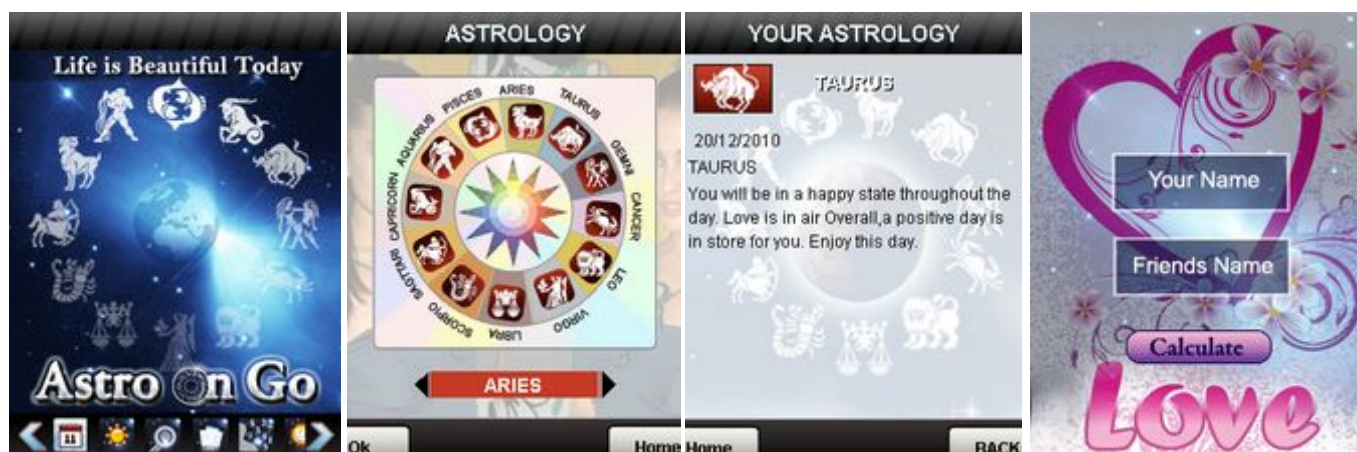 Life is Beautiful Today
Astro On Go
11
ASTROLOGY
PISCES
ARIES
TAURUS
GEMINI
CANCER
LEO
VIRGO
LIBRA
SCORPIO
SAGITTARI
CAPRICORN
AQUARIUS
ARIES
Ok
Home
YOUR ASTROLOGY
TAURUS
20/12/2010
TAURUS
You will be in a happy state throughout the
day. Love is in air Overall,a positive day is
in store for you. Enjoy this day.
Home
BACK
Your Name
Friends Name
Calculate
Love